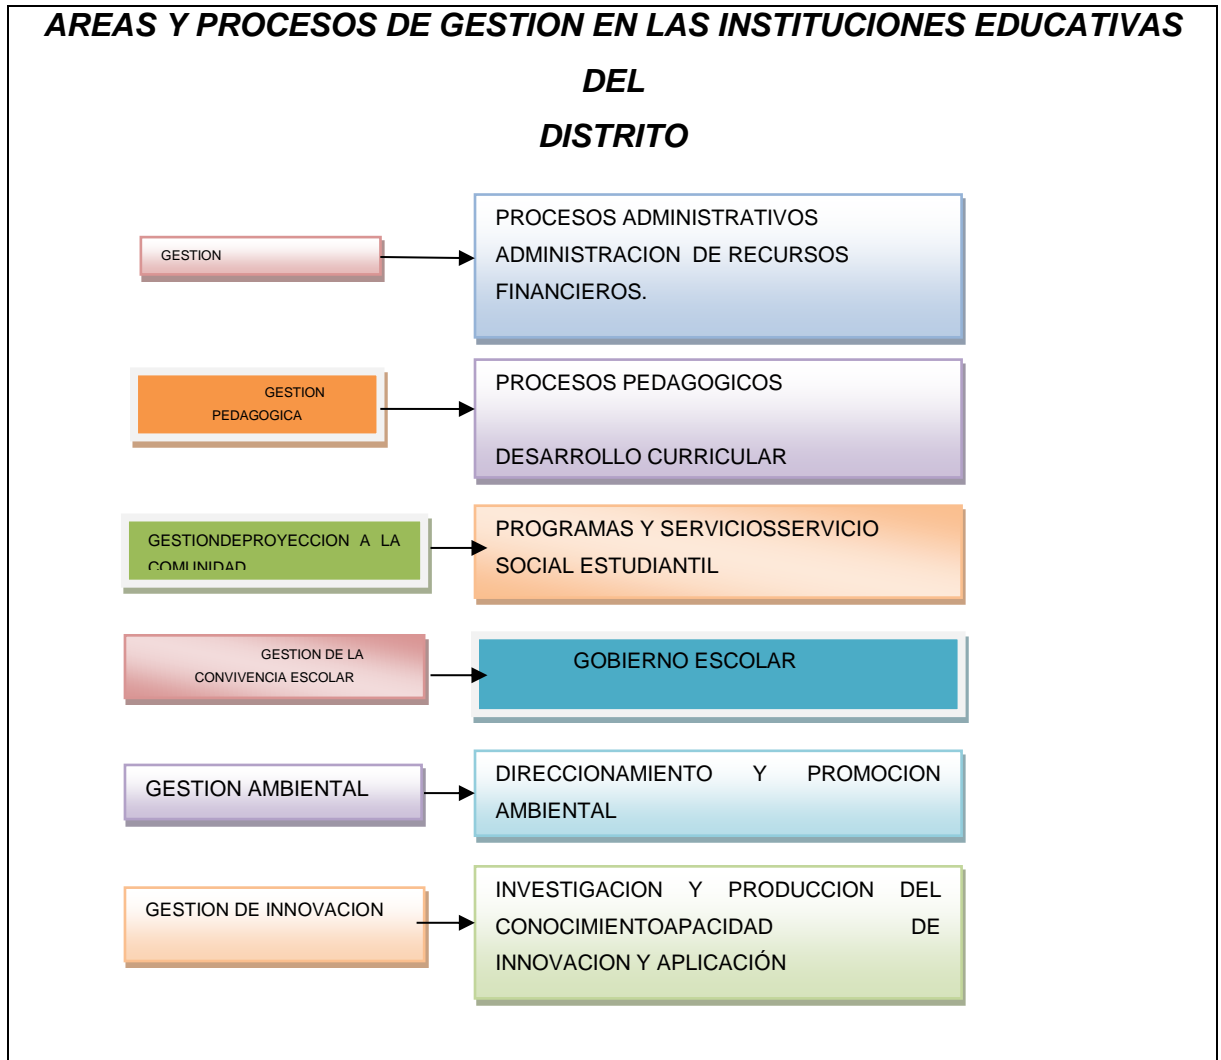 AREAS Y PROCESOS DE GESTION EN LAS INSTITUCIONES EDUCATIVAS
DEL
DISTRITO
GESTION
PROCESOS ADMINISTRATIVOS
ADMINISTRACION DE RECURSOS
FINANCIEROS.
GESTION
PEDAGOGICA
PROCESOS PEDAGOGICOS
DESARROLLO CURRICULAR
GESTIONDEPROYECCION A LA
COMUNIDAD
PROGRAMAS Y SERVICIOSSERVICIO
SOCIAL ESTUDIANTIL
GESTION DE LA
CONVIVENCIA ESCOLAR
GOBIERNO ESCOLAR
GESTION AMBIENTAL
DIRECCIONAMIENTO Y PROMOCION
AMBIENTAL
GESTION DE INNOVACION
INVESTIGACION Y PRODUCCION DEL
CONOCIMIENTOAPACIDAD DE
INNOVACION Y APLICACIÓN